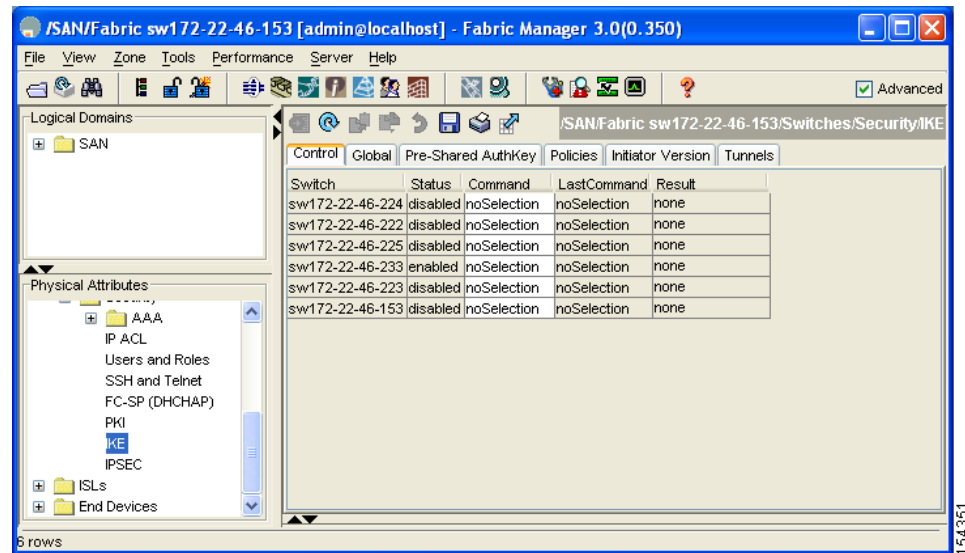 /SAN/Fabric sw172-22-46-153 [admin@localhost] - Fabric Manager 3.0(0.350)
File View Zone Tools Performance Server Help
Advanced
Logical Domains
SAN
/SAN/Fabric sw172-22-46-153/Switches/Security/IKE
Control Global Pre-Shared AuthKey Policies Initiator Version Tunnels
Switch Status Command LastCommand Result
sw172-22-46-224 disabled noSelection noSelection none
sw172-22-46-222 disabled noSelection noSelection none
sw172-22-46-225 disabled noSelection noSelection none
sw172-22-46-233 enabled noSelection noSelection none
sw172-22-46-223 disabled noSelection noSelection none
sw172-22-46-153 disabled noSelection noSelection none
Physical Attributes
Security
AAA
IP ACL
Users and Roles
SSH and Telnet
FC-SP (DHCHAP)
PKI
IKE
IPSEC
ISLs
End Devices
6 rows
154351